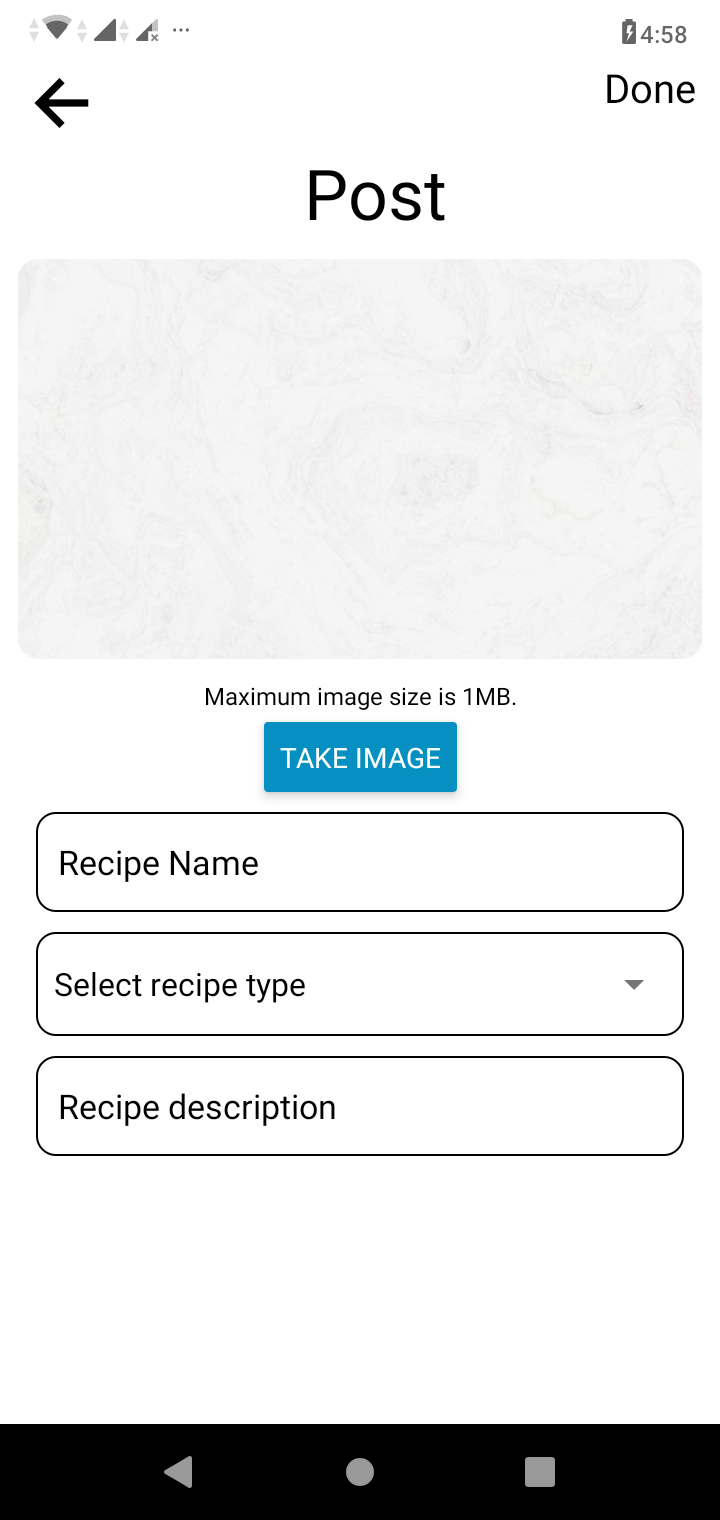 4:58
Done
Post
Maximum image size is 1MB.
TAKE IMAGE
Recipe Name
Select recipe type
Recipe description